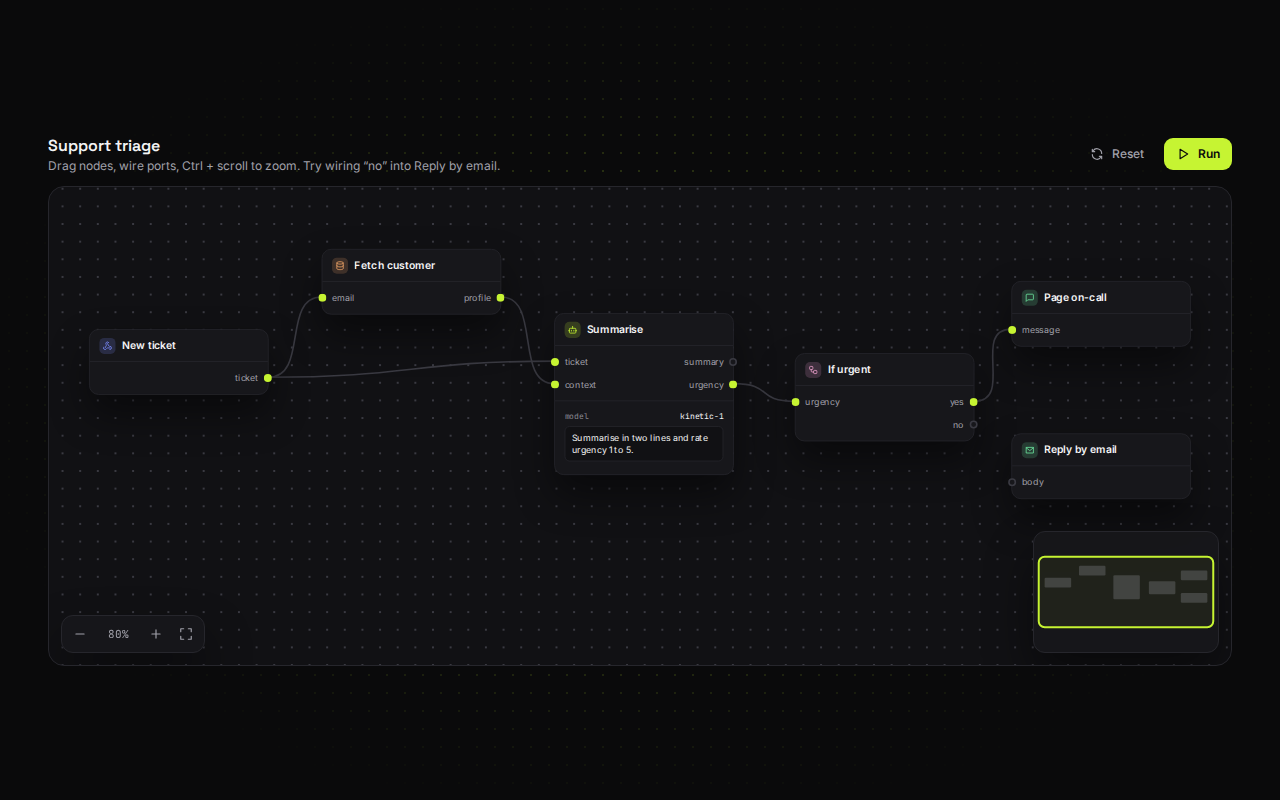 Support triage
Drag nodes, wire ports, Ctrl + scroll to zoom. Try wiring “no” into Reply by email.
Reset
Run
Fetch customer
email
profile
New ticket
ticket
Summarise
ticket
summary
context
urgency
model
kinetic-1
Summarise in two lines and rate
urgency 1 to 5.
If urgent
urgency
yes
no
Page on-call
message
Reply by email
body
80%